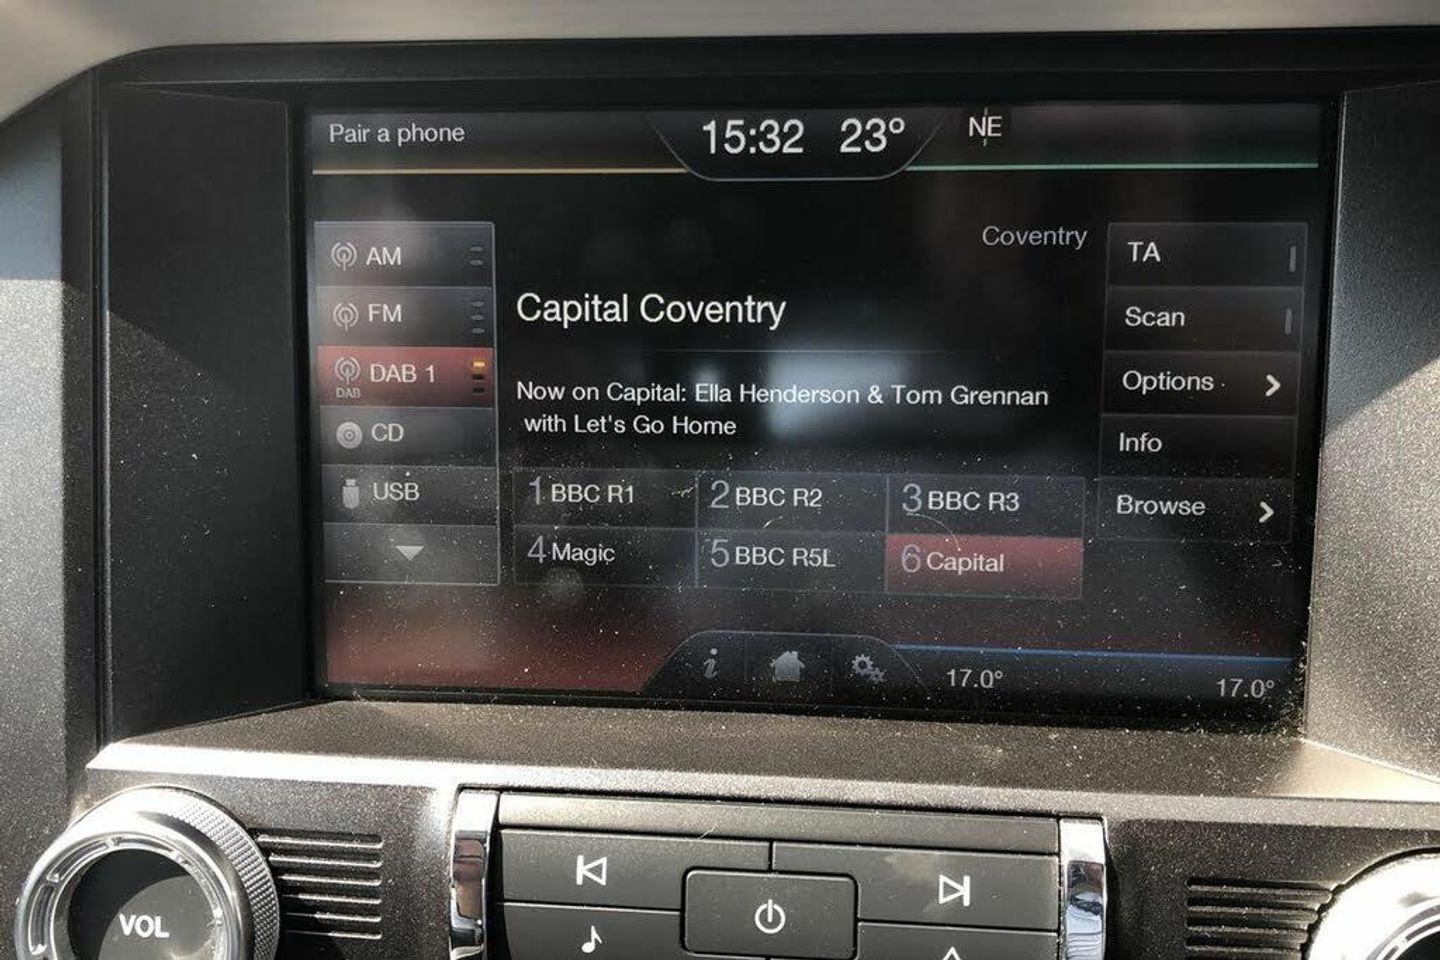 Pair a phone
15:32 23°
NE
Coventry
AM
FM
DAB 1
DAB
CD
USB
Capital Coventry
Now on Capital: Ella Henderson & Tom Grennan
with Let's Go Home
1 BBC R1
2 BBC R2
3 BBC R3
4 Magic
5 BBC R5L
6 Capital
TA
Scan
Options
Info
Browse
i
17.0°
17.0°
VOL